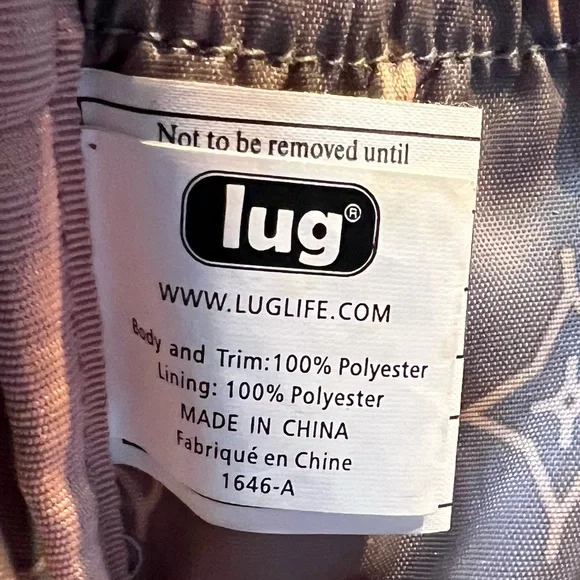 Not to be removed until
lug®
WWW.LUGLIFE.COM
Body and Trim:100% Polyester
Lining: 100% Polyester
MADE IN CHINA
Fabriqué en Chine
1646-A